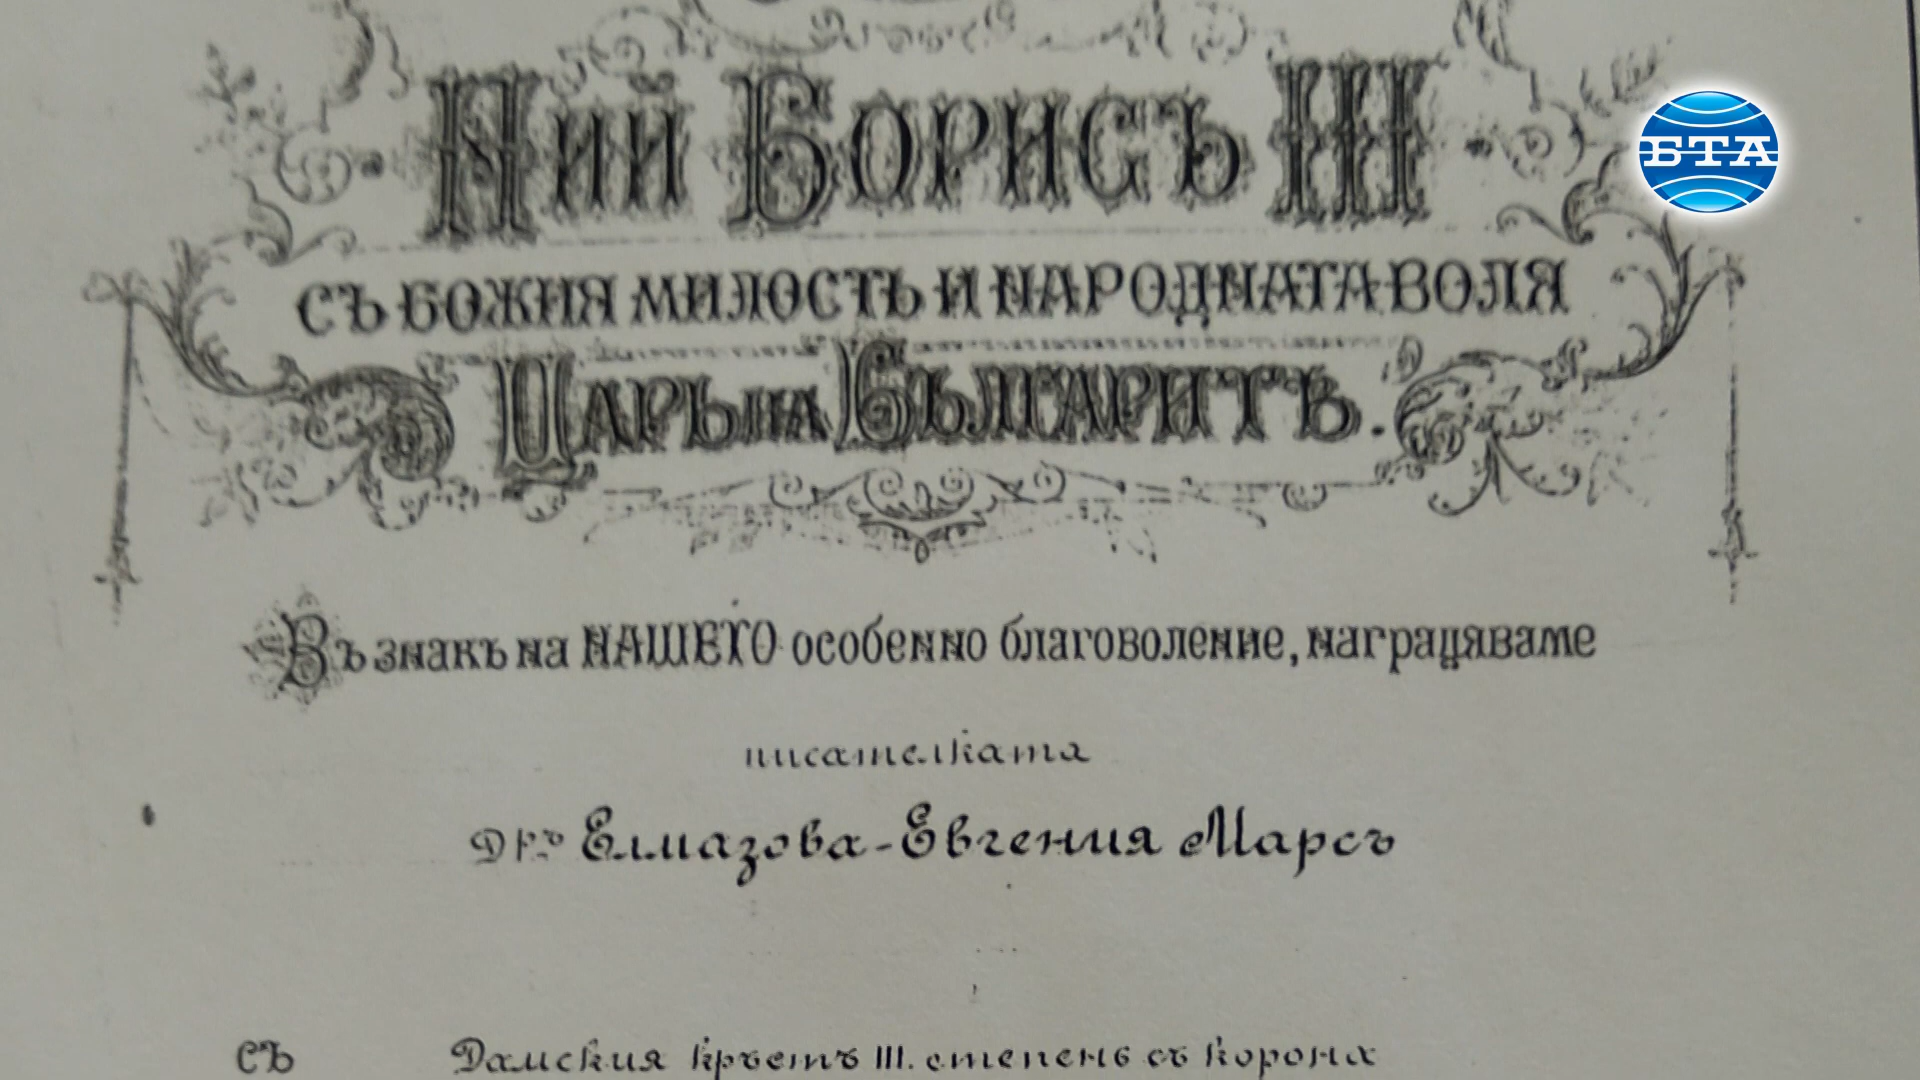 Ний Борисъ III
БТА
СЪ БОЖИЯ МИЛОСТЬ И НАРОДНАТА ВОЛЯ
Царь на Българитѣ.
Въ знакъ на НАШЕТО особенно благоволение, награждаваме
писателката
Д-ръ Елмазова-Евгения Марсъ
съ Дамския кръстъ III. степень съ корона